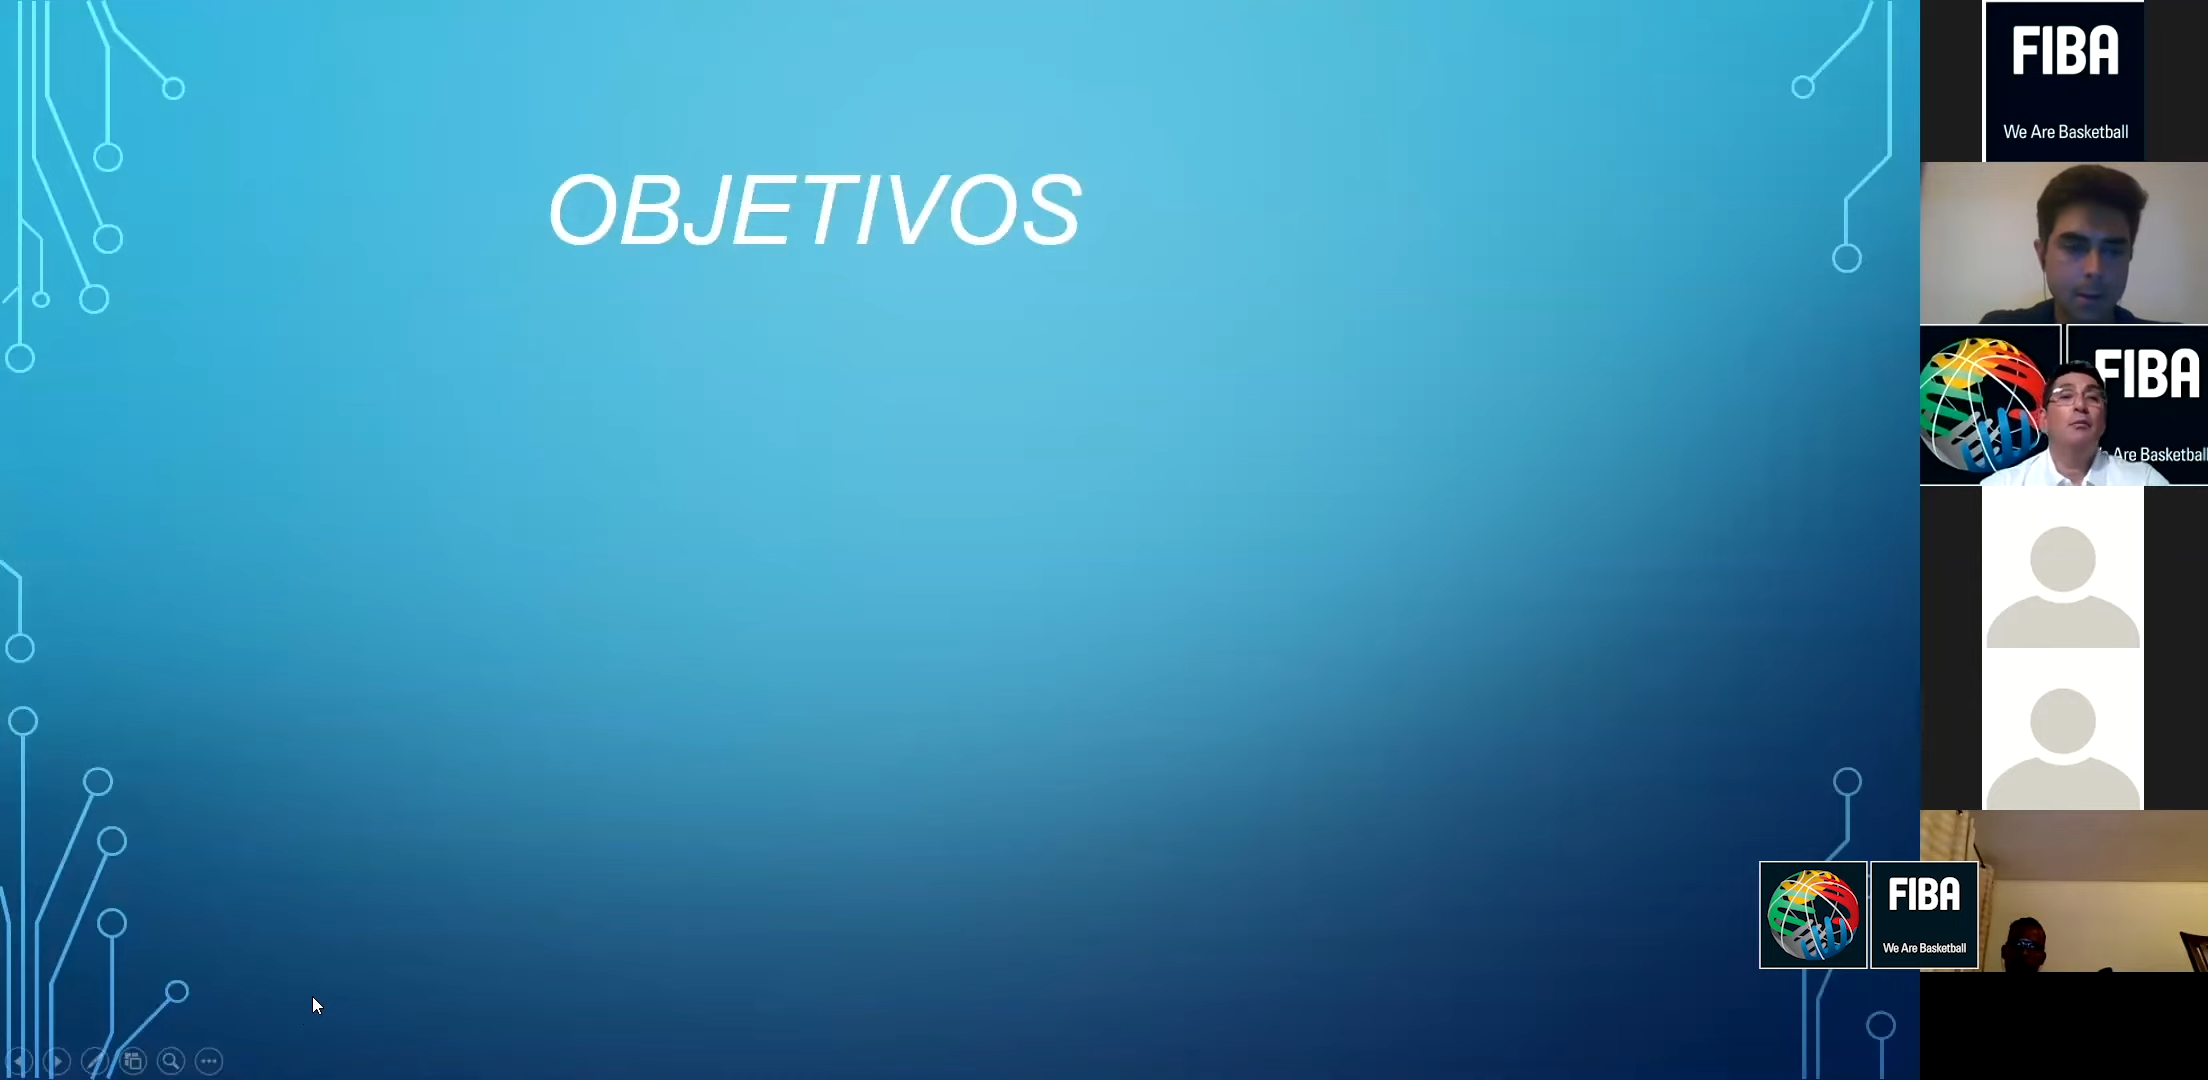 OBJETIVOS
FIBA
We Are Basketball
FIBA
Are Basketball
FIBA
We Are Basketball